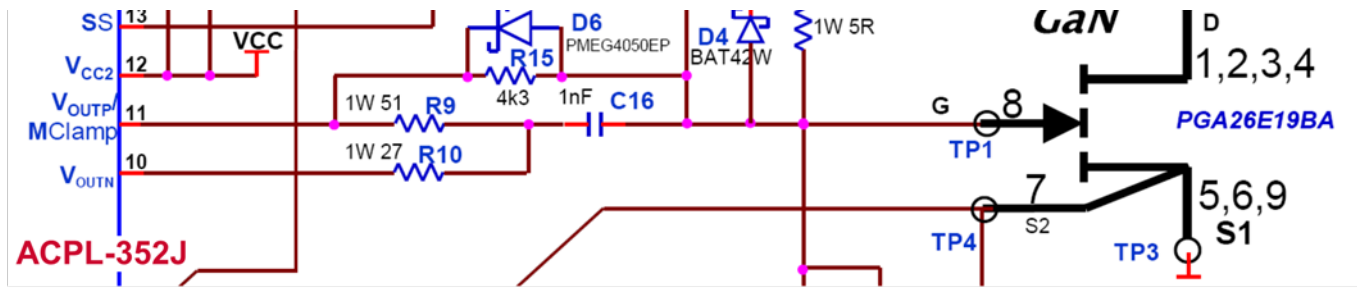 SS
13
D6
PMEG4050EP
D4
BAT42W
1W 5R
GaN
D
1,2,3,4
VCC
VCC2
12
R15
4k3
VOUTP/
MClamp
11
1W 51
R9
1nF
C16
G
8
TP1
PGA26E19BA
VOUTN
10
1W 27
R10
7
S2
TP4
5,6,9
S1
TP3
ACPL-352J